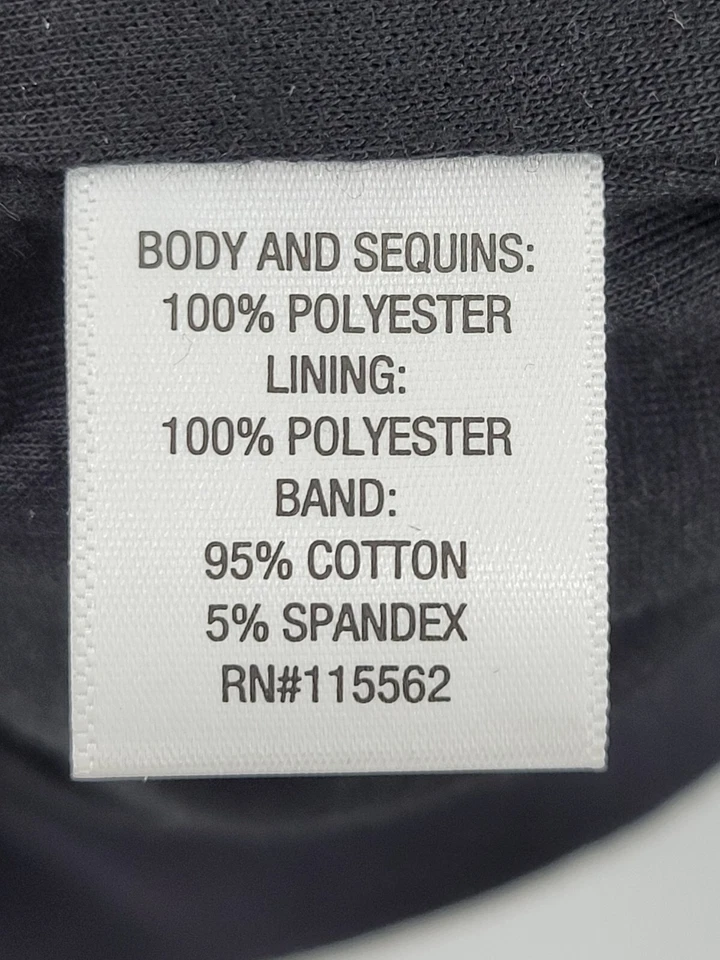 BODY AND SEQUINS:
100% POLYESTER
LINING:
100% POLYESTER
BAND:
95% COTTON
5% SPANDEX
RN#115562